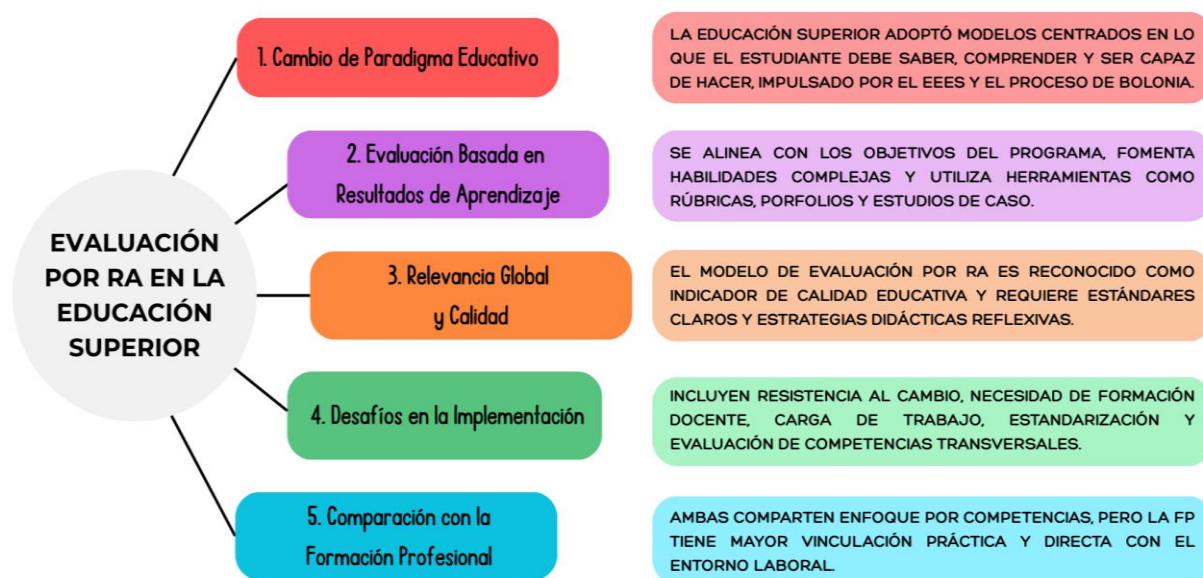 EVALUACIÓN
POR RA EN LA
EDUCACIÓN
SUPERIOR
1. Cambio de Paradigma Educativo
LA EDUCACIÓN SUPERIOR ADOPTÓ MODELOS CENTRADOS EN LO
QUE EL ESTUDIANTE DEBE SABER, COMPRENDER Y SER CAPAZ
DE HACER, IMPULSADO POR EL EEES Y EL PROCESO DE BOLONIA.
2. Evaluación Basada en
Resultados de Aprendizaje
SE ALINEA CON LOS OBJETIVOS DEL PROGRAMA, FOMENTA
HABILIDADES COMPLEJAS Y UTILIZA HERRAMIENTAS COMO
RÚBRICAS, PORFOLIOS Y ESTUDIOS DE CASO.
3. Relevancia Global
y Calidad
EL MODELO DE EVALUACIÓN POR RA ES RECONOCIDO COMO
INDICADOR DE CALIDAD EDUCATIVA Y REQUIERE ESTÁNDARES
CLAROS Y ESTRATEGIAS DIDÁCTICAS REFLEXIVAS.
4. Desafíos en la Implementación
INCLUYEN RESISTENCIA AL CAMBIO, NECESIDAD DE FORMACIÓN
DOCENTE, CARGA DE TRABAJO, ESTANDARIZACIÓN Y
EVALUACIÓN DE COMPETENCIAS TRANSVERSALES.
5. Comparación con la
Formación Profesional
AMBAS COMPARTEN ENFOQUE POR COMPETENCIAS, PERO LA FP
TIENE MAYOR VINCULACIÓN PRÁCTICA Y DIRECTA CON EL
ENTORNO LABORAL.